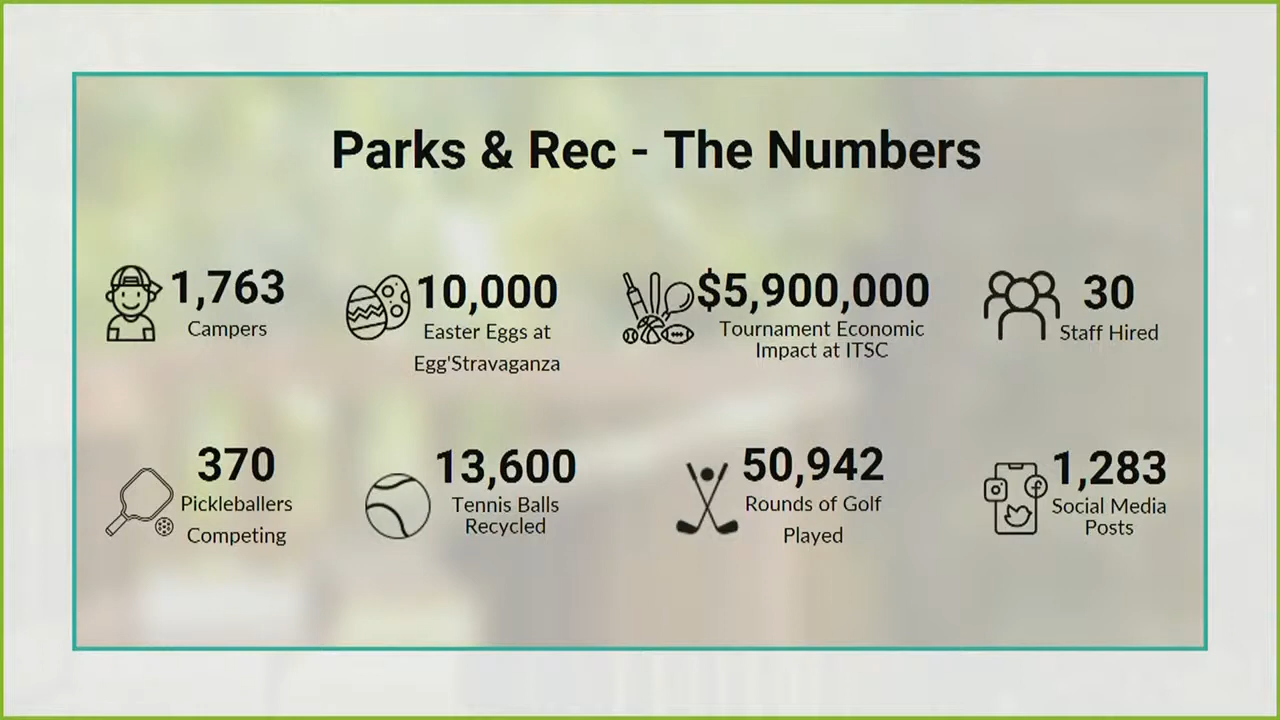 Parks & Rec - The Numbers
1,763
Campers
10,000
Easter Eggs at
Egg'Stravaganza
$5,900,000
Tournament Economic
Impact at ITSC
30
Staff Hired
370
Pickleballers
Competing
13,600
Tennis Balls
Recycled
50,942
Rounds of Golf
Played
1,283
Social Media
Posts